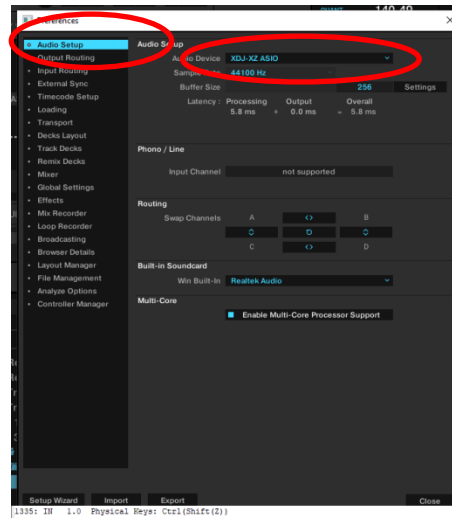 140.49
Preferences
Audio Setup
Output Routing
Input Routing
External Sync
Timecode Setup
Loading
Transport
Decks Layout
Track Decks
Remix Decks
Mixer
Global Settings
Effects
Mix Recorder
Loop Recorder
Broadcasting
Browser Details
Layout Manager
File Management
Analyze Options
Controller Manager
Audio Setup
Audio Device XDJ-XZ ASIO
Sample Rate 44100 Hz
Buffer Size 256 Settings
Latency : Processing Output Overall
5.8 ms + 0.0 ms = 5.8 ms
Phono / Line
Input Channel not supported
Routing
Swap Channels A B
C D
Built-in Soundcard
Win Built-In Realtek Audio
Multi-Core
Enable Multi-Core Processor Support
Setup Wizard Import Export Close
1335: IN 1.0 Physical Keys: Ctrl(Shift(Z))